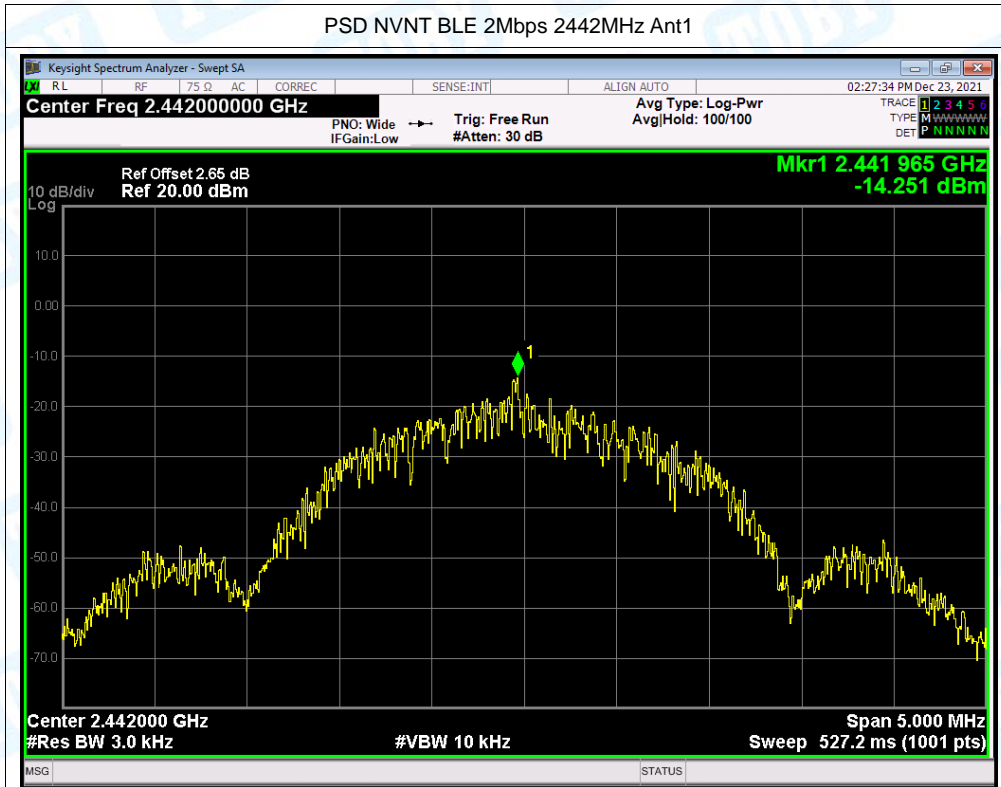 PSD NVNT BLE 2Mbps 2442MHz Ant1
Keysight Spectrum Analyzer - Swept SA
LXI RL RF 75 Ω AC CORREC SENSE:INT ALIGN AUTO 02:27:34 PM Dec 23, 2021
Center Freq 2.442000000 GHz
PNO: Wide
IFGain:Low
Trig: Free Run
#Atten: 30 dB
Avg Type: Log-Pwr
Avg|Hold: 100/100
TRACE 1 2 3 4 5 6
TYPE M WWWWW
DET P N N N N N
Mkr1 2.441 965 GHz
-14.251 dBm
Ref Offset 2.65 dB
10 dB/div Ref 20.00 dBm
Log
10.0
0.00
-10.0
1
-20.0
-30.0
-40.0
-50.0
-60.0
-70.0
Center 2.442000 GHz Span 5.000 MHz
#Res BW 3.0 kHz #VBW 10 kHz Sweep 527.2 ms (1001 pts)
MSG STATUS